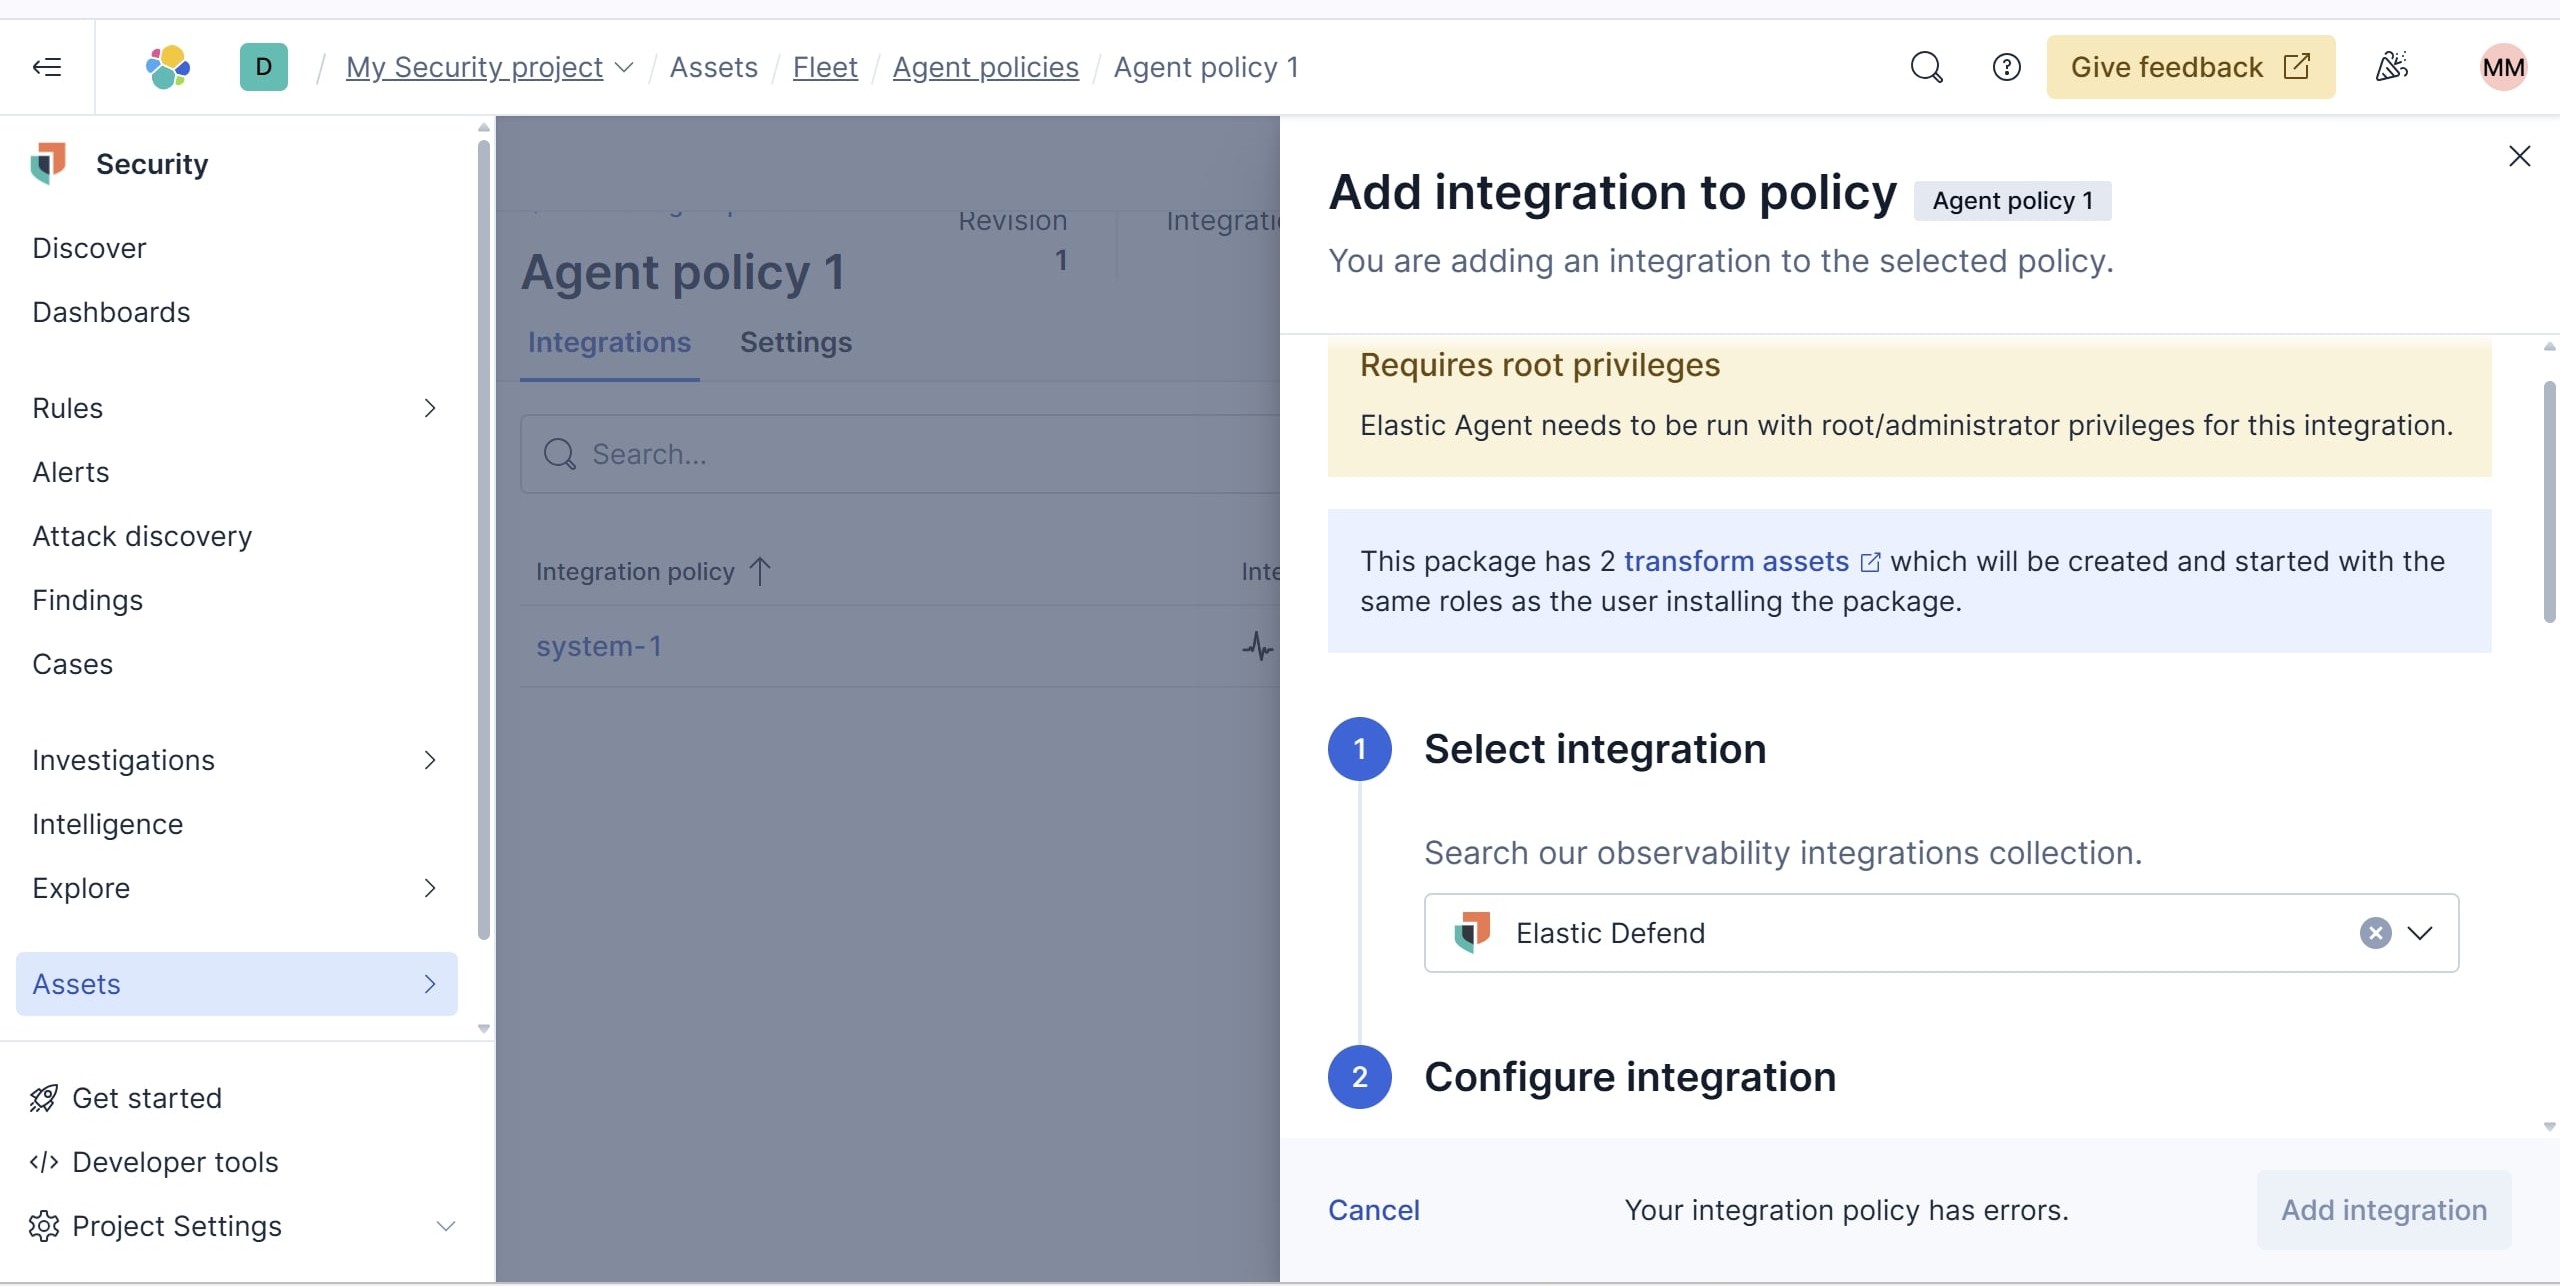 D / My Security project / Assets / Fleet / Agent policies / Agent policy 1
Give feedback
MM
Security
Discover
Dashboards
Rules
Alerts
Attack discovery
Findings
Cases
Investigations
Intelligence
Explore
Assets
Get started
Developer tools
Project Settings
Revision
1
Agent policy 1
Integrations Settings
Search...
Integration policy
system-1
Add integration to policy Agent policy 1
You are adding an integration to the selected policy.
Requires root privileges
Elastic Agent needs to be run with root/administrator privileges for this integration.
This package has 2 transform assets which will be created and started with the
same roles as the user installing the package.
1 Select integration
Search our observability integrations collection.
Elastic Defend
2 Configure integration
Cancel
Your integration policy has errors.
Add integration